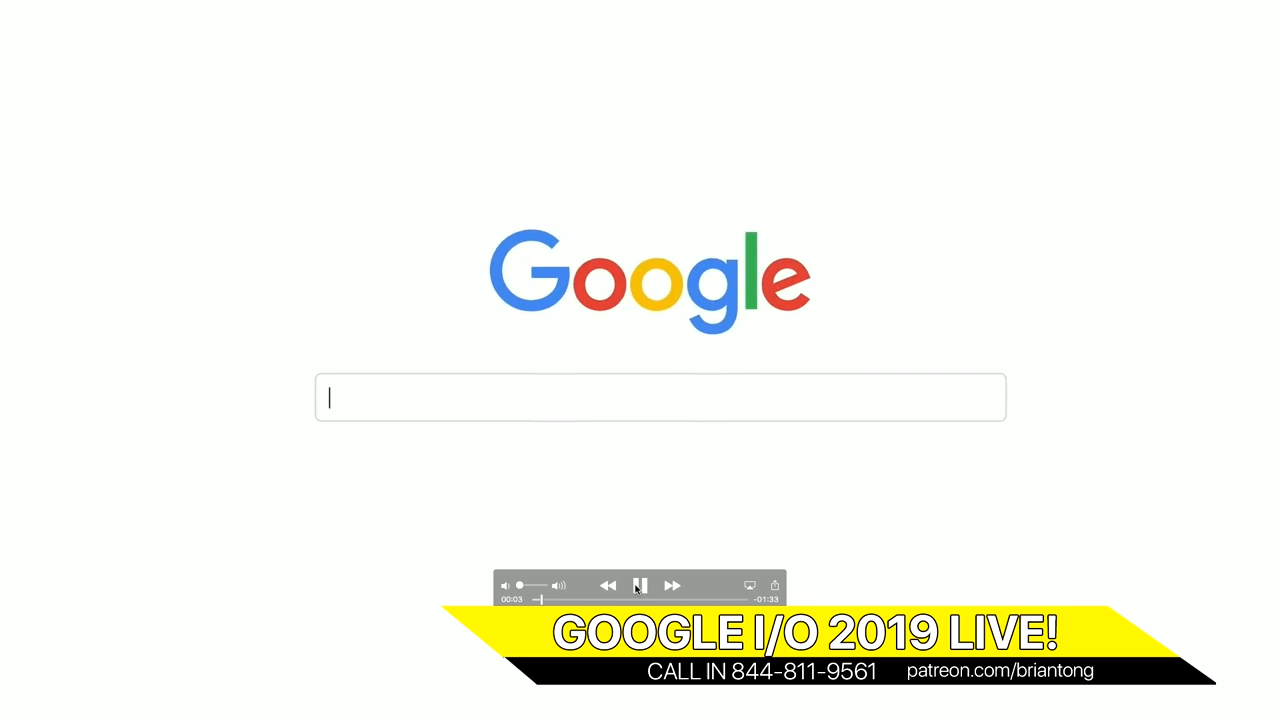 Google
00:03
-01:33
GOOGLE I/O 2019 LIVE!
CALL IN 844-811-9561 patreon.com/briantong